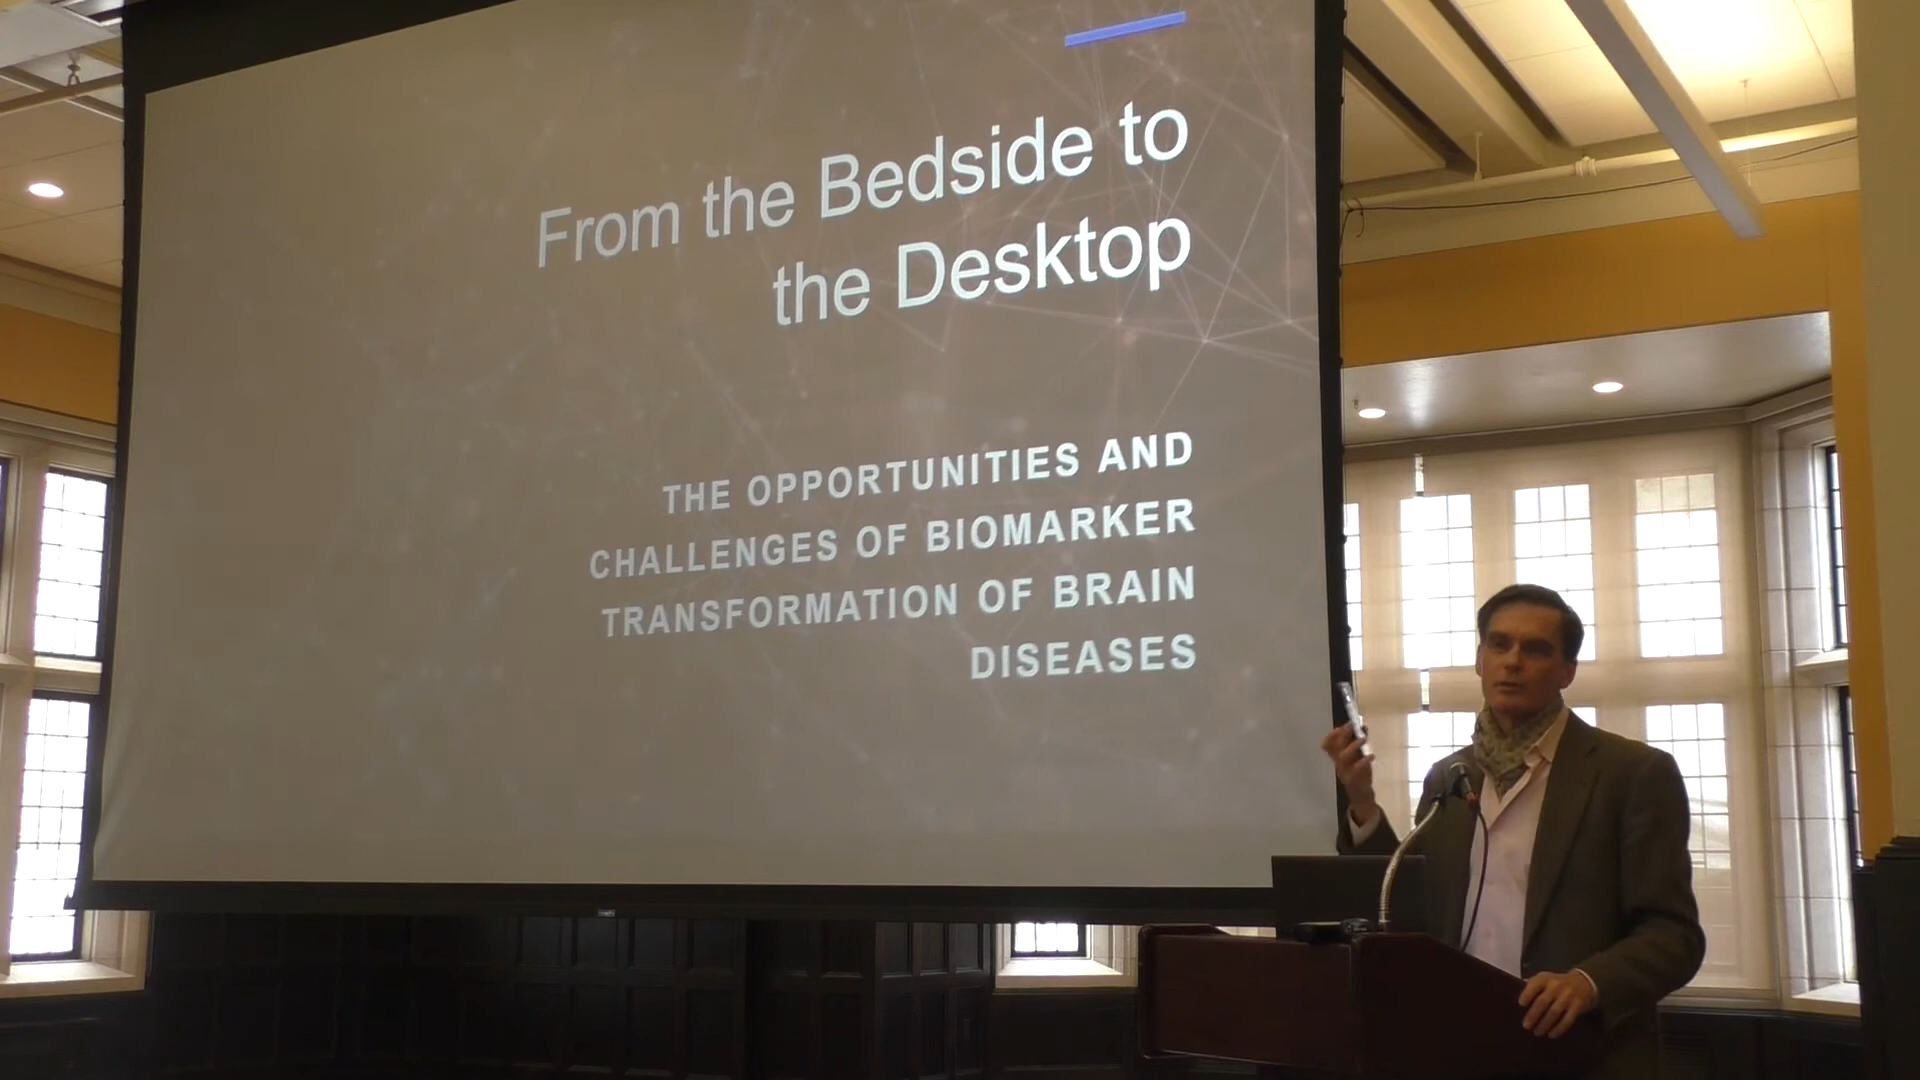 From the Bedside to
the Desktop
THE OPPORTUNITIES AND
CHALLENGES OF BIOMARKER
TRANSFORMATION OF BRAIN
DISEASES